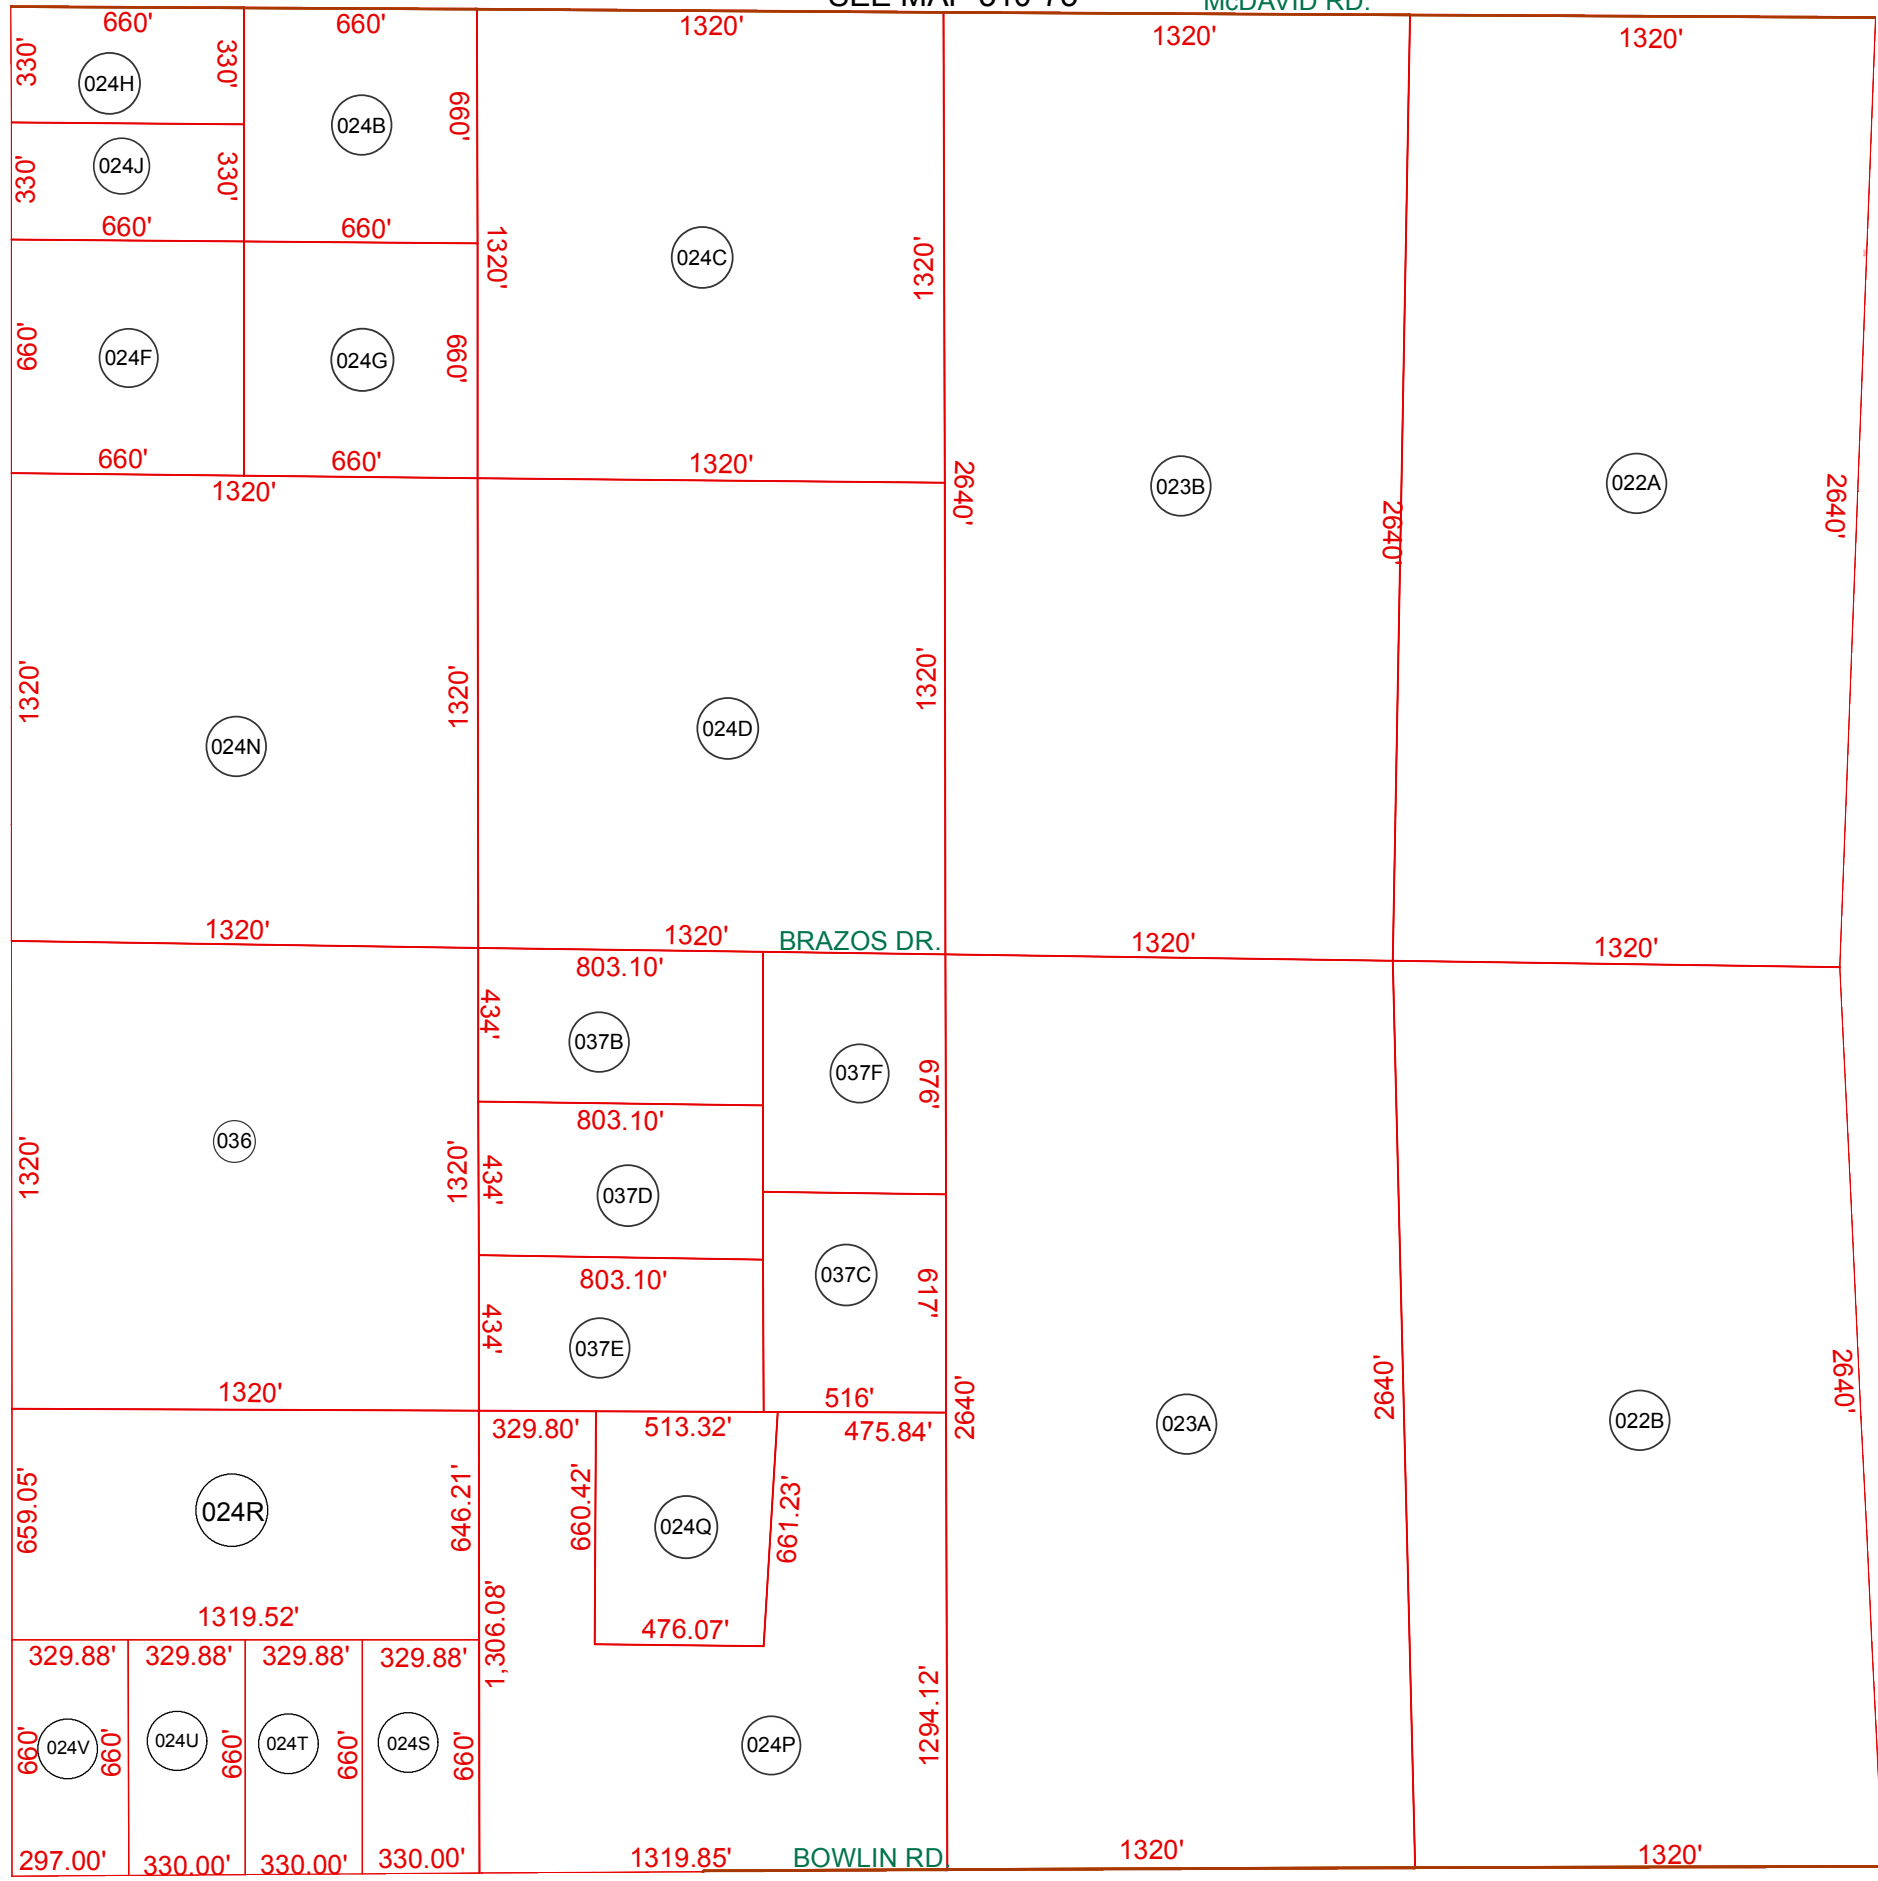 McDAVID RD.
660'
660'
1320'
1320'
1320'
330'
024H
330'
024B
660'
330'
024J
330'
660'
660'
1320'
024C
1320'
660'
024F
024G
660'
660'
660'
1320'
1320'
2640'
023B
2640'
022A
2640'
1320'
024N
1320'
024D
1320'
1320'
1320'
BRAZOS DR.
1320'
1320'
803.10'
434'
037B
037F
676'
803.10'
1320'
036
1320'
434'
037D
803.10'
037C
617'
434'
037E
1320'
516'
2640'
023A
2640'
022B
2640'
329.80'
513.32'
475.84'
659.05'
024R
646.21'
660.42'
024Q
661.23'
1319.52'
476.07'
1,306.08'
329.88'
329.88'
329.88'
329.88'
660'
024V
660'
024U
660'
024T
660'
024S
660'
024P
1294.12'
297.00'
330.00'
330.00'
330.00'
1319.85'
BOWLIN RD.
1320'
1320'